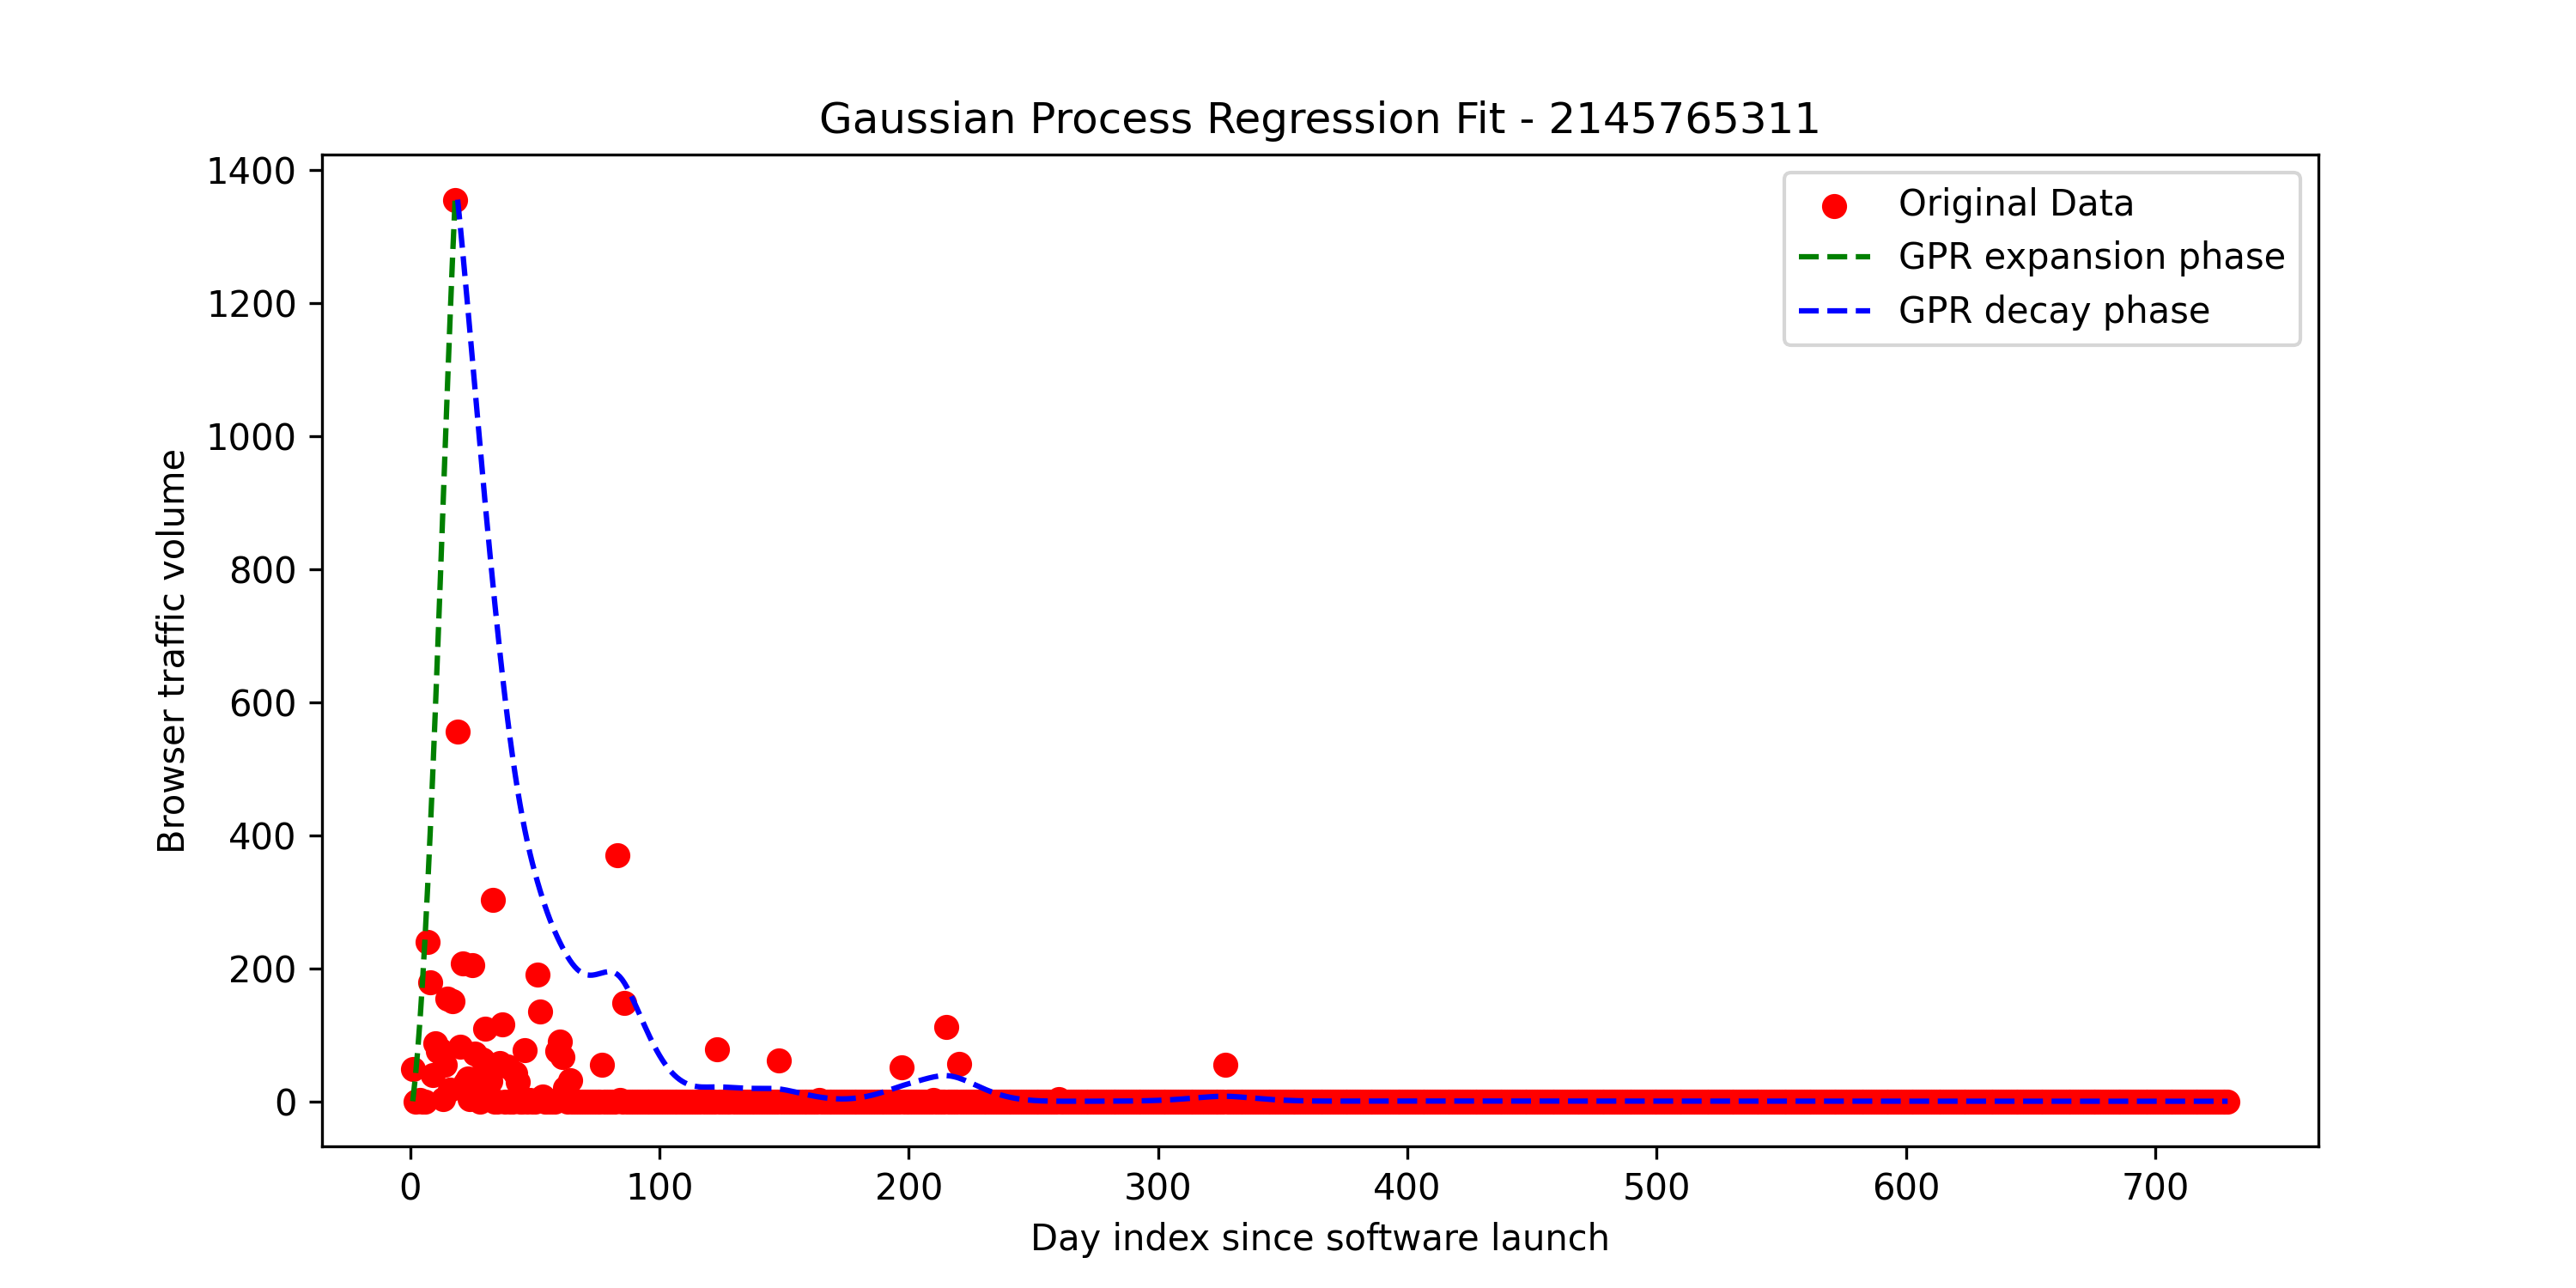 Gaussian Process Regression Fit - 2145765311
1400
1200
1000
800
600
400
200
0
Browser traffic volume
Original Data
GPR expansion phase
GPR decay phase
0 100 200 300 400 500 600 700
Day index since software launch